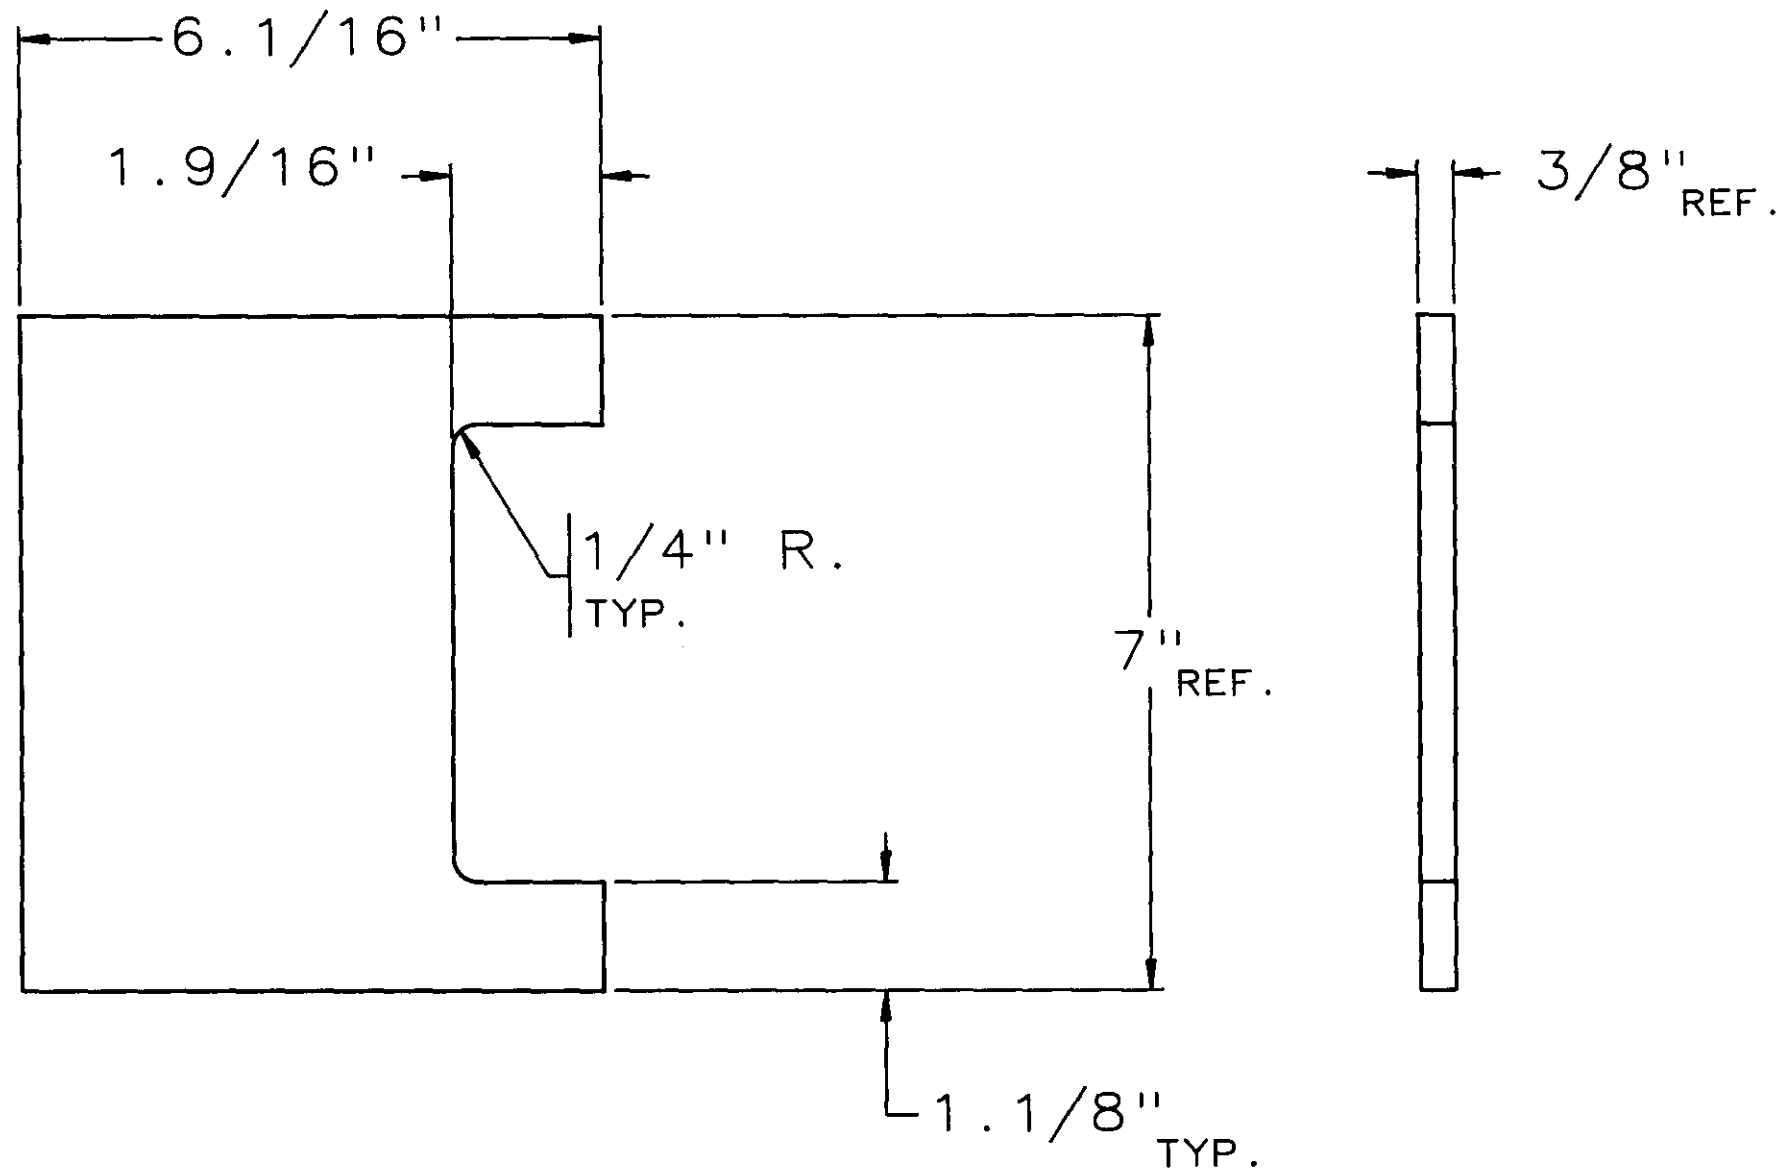 6.1/16"
1.9/16"
3/8" REF.
1/4" R.
TYP.
7" REF.
1.1/8" TYP.